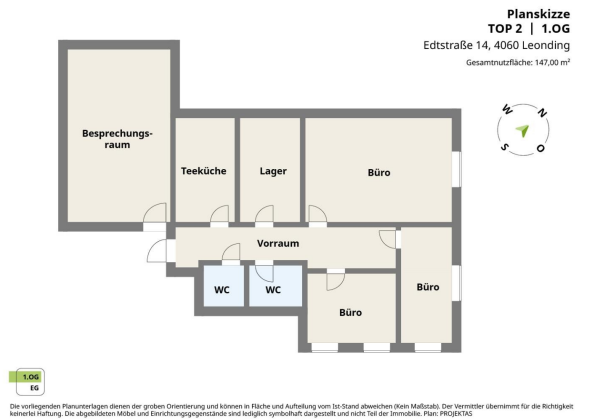 Planskizze
TOP 2 | 1.OG
Edtstraße 14, 4060 Leonding
Gesamtnutzfläche: 147,00 m²
W
N
S
O
Besprechungs-
raum
Teeküche
Lager
Büro
Vorraum
WC
WC
Büro
Büro
1.OG
EG
Die vorliegenden Planunterlagen dienen der groben Orientierung und können in Fläche und Aufteilung vom Ist-Stand abweichen (Kein Maßstab). Der Vermittler übernimmt für die Richtigkeit
keinerlei Haftung. Die abgebildeten Möbel und Einrichtungsgegenstände sind lediglich symbolhaft dargestellt und nicht Teil der Immobilie. Plan: PROJEKTAS